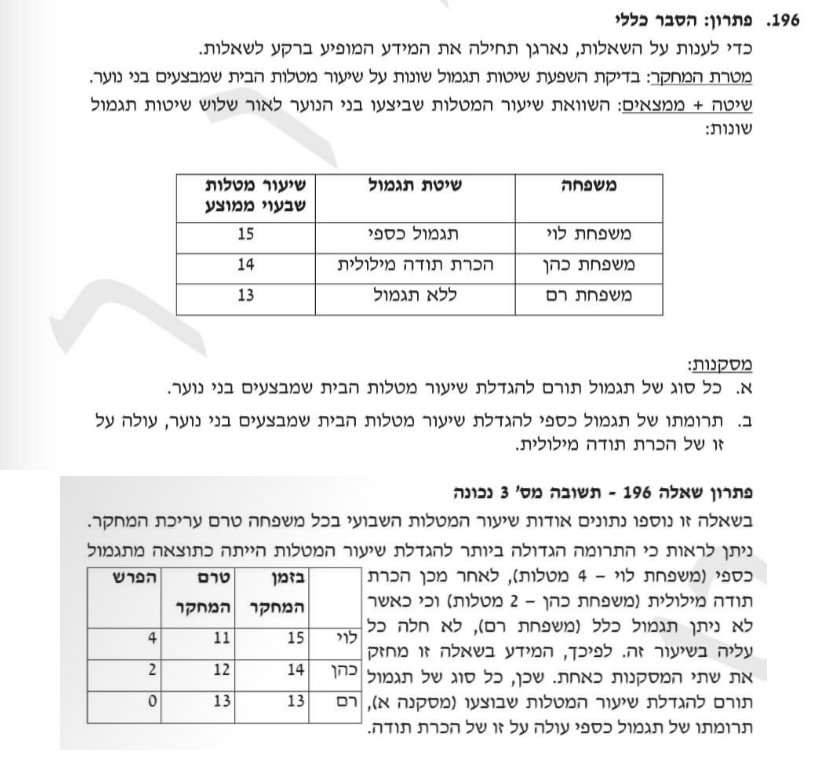 196. פתרון: הסבר כללי
כדי לענות על השאלות, נארגן תחילה את המידע המופיע ברקע לשאלות.
מטרת המחקר: בדיקת השפעת שיטות תגמול שונות על שיעור מטלות הבית שמבצעים בני נוער.
שיטה + ממצאים: השוואת שיעור המטלות שביצעו בני הנוער לאור שלוש שיטות תגמול
שונות:
משפחה שיטת תגמול שיעור מטלות
שבועי ממוצע
משפחת לוי תגמול כספי 15
משפחת כהן הכרת תודה מילולית 14
משפחת רם ללא תגמול 13
מסקנות:
א. כל סוג של תגמול תורם להגדלת שיעור מטלות הבית שמבצעים בני נוער.
ב. תרומתו של תגמול כספי להגדלת שיעור מטלות הבית שמבצעים בני נוער, עולה על
זו של הכרת תודה מילולית.
פתרון שאלה 196 - תשובה מס' 3 נכונה
בשאלה זו נוספו נתונים אודות שיעור המטלות השבועי בכל משפחה טרם עריכת המחקר.
ניתן לראות כי התרומה הגדולה ביותר להגדלת שיעור המטלות הייתה כתוצאה מתגמול
כספי (משפחת לוי – 4 מטלות), לאחר מכן הכרת
תודה מילולית (משפחת כהן – 2 מטלות) וכי כאשר
לא ניתן תגמול כלל (משפחת רם), לא חלה כל
עליה בשיעור זה. לפיכך, המידע בשאלה זו מחזק
את שתי המסקנות כאחת. שכן, כל סוג של תגמול
תורם להגדלת שיעור המטלות שבוצעו (מסקנה א),
תרומתו של תגמול כספי עולה על זו של הכרת תודה.
בזמן טרם הפרש
המחקר המחקר
לוי 15 11 4
כהן 14 12 2
רם 13 13 0